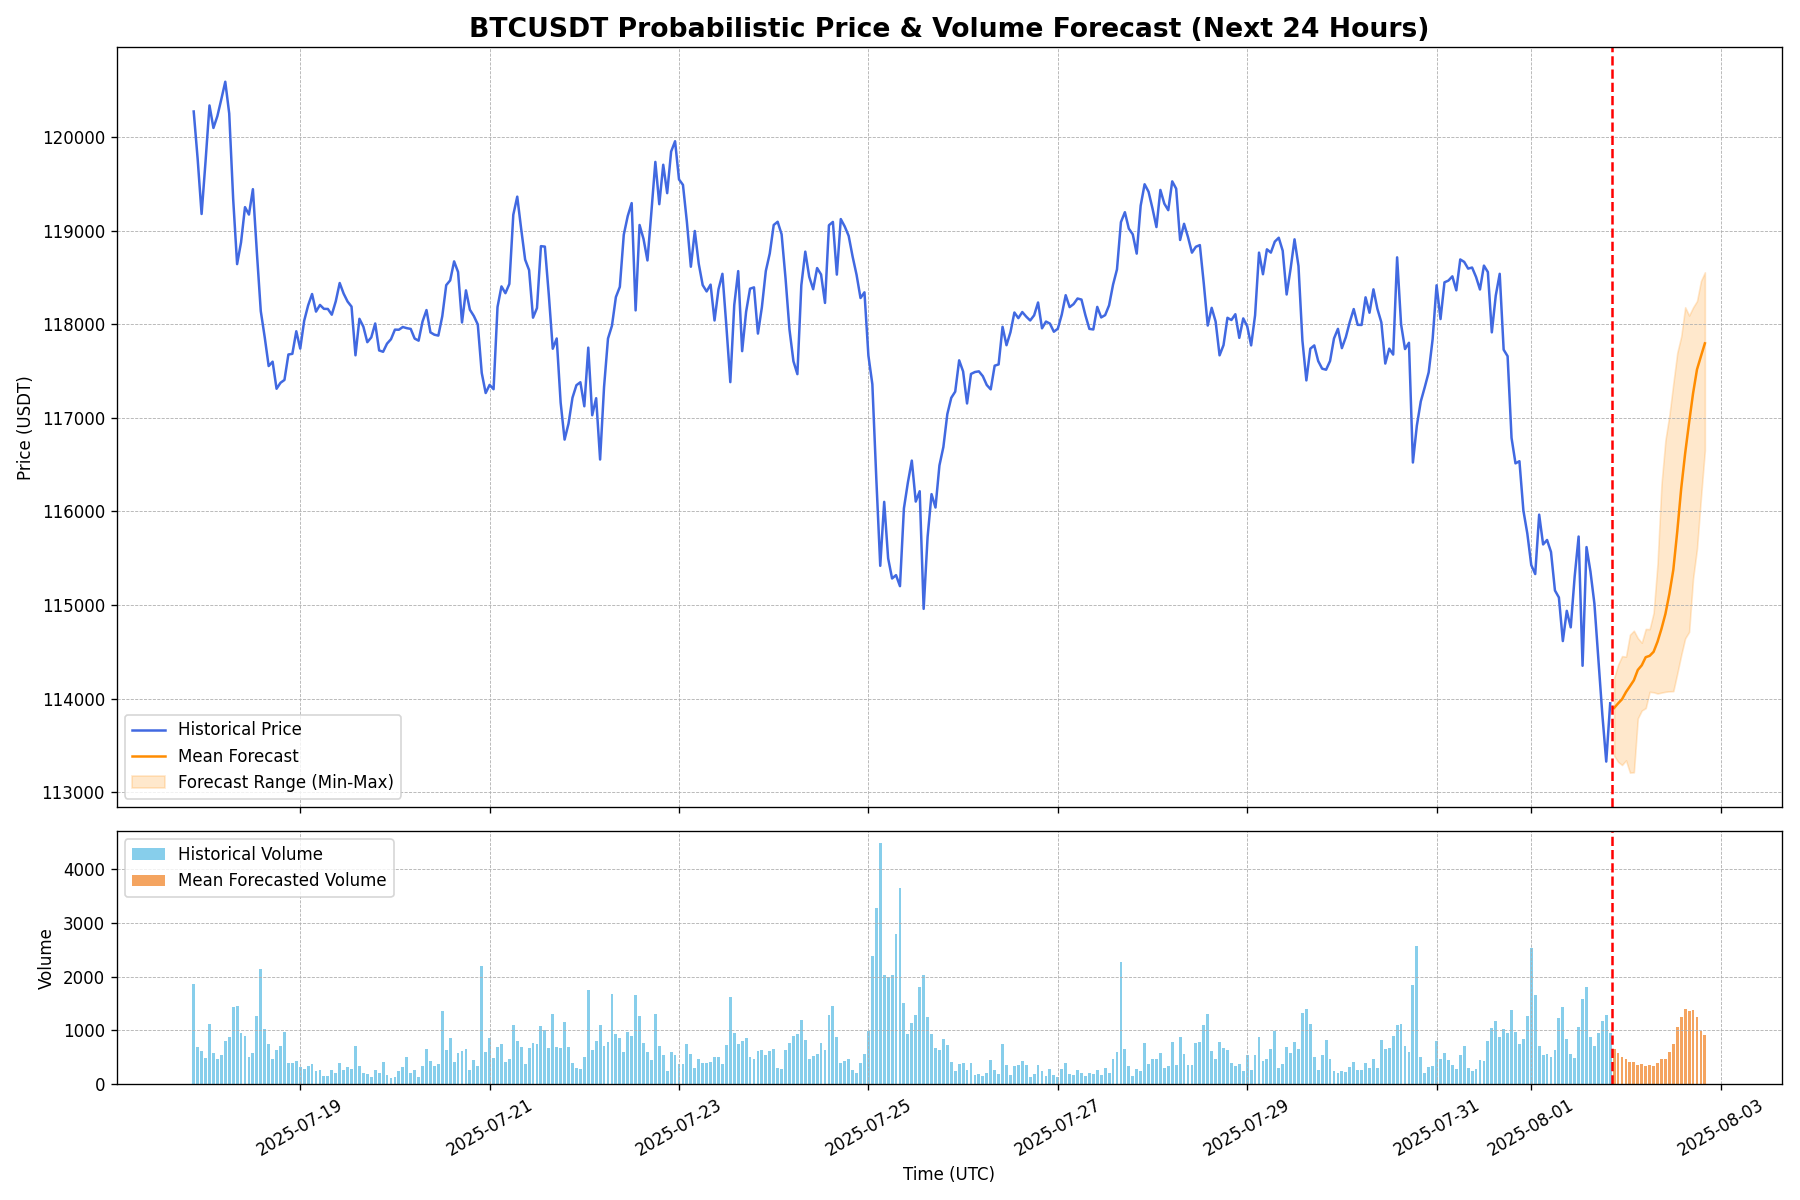 BTCUSDT Probabilistic Price & Volume Forecast (Next 24 Hours)
Price (USDT)
120000
119000
118000
117000
116000
115000
114000
113000
Historical Price
Mean Forecast
Forecast Range (Min-Max)
Volume
4000
3000
2000
1000
0
Historical Volume
Mean Forecasted Volume
2025-07-19
2025-07-21
2025-07-23
2025-07-25
2025-07-27
2025-07-29
2025-07-31
2025-08-01
2025-08-03
Time (UTC)